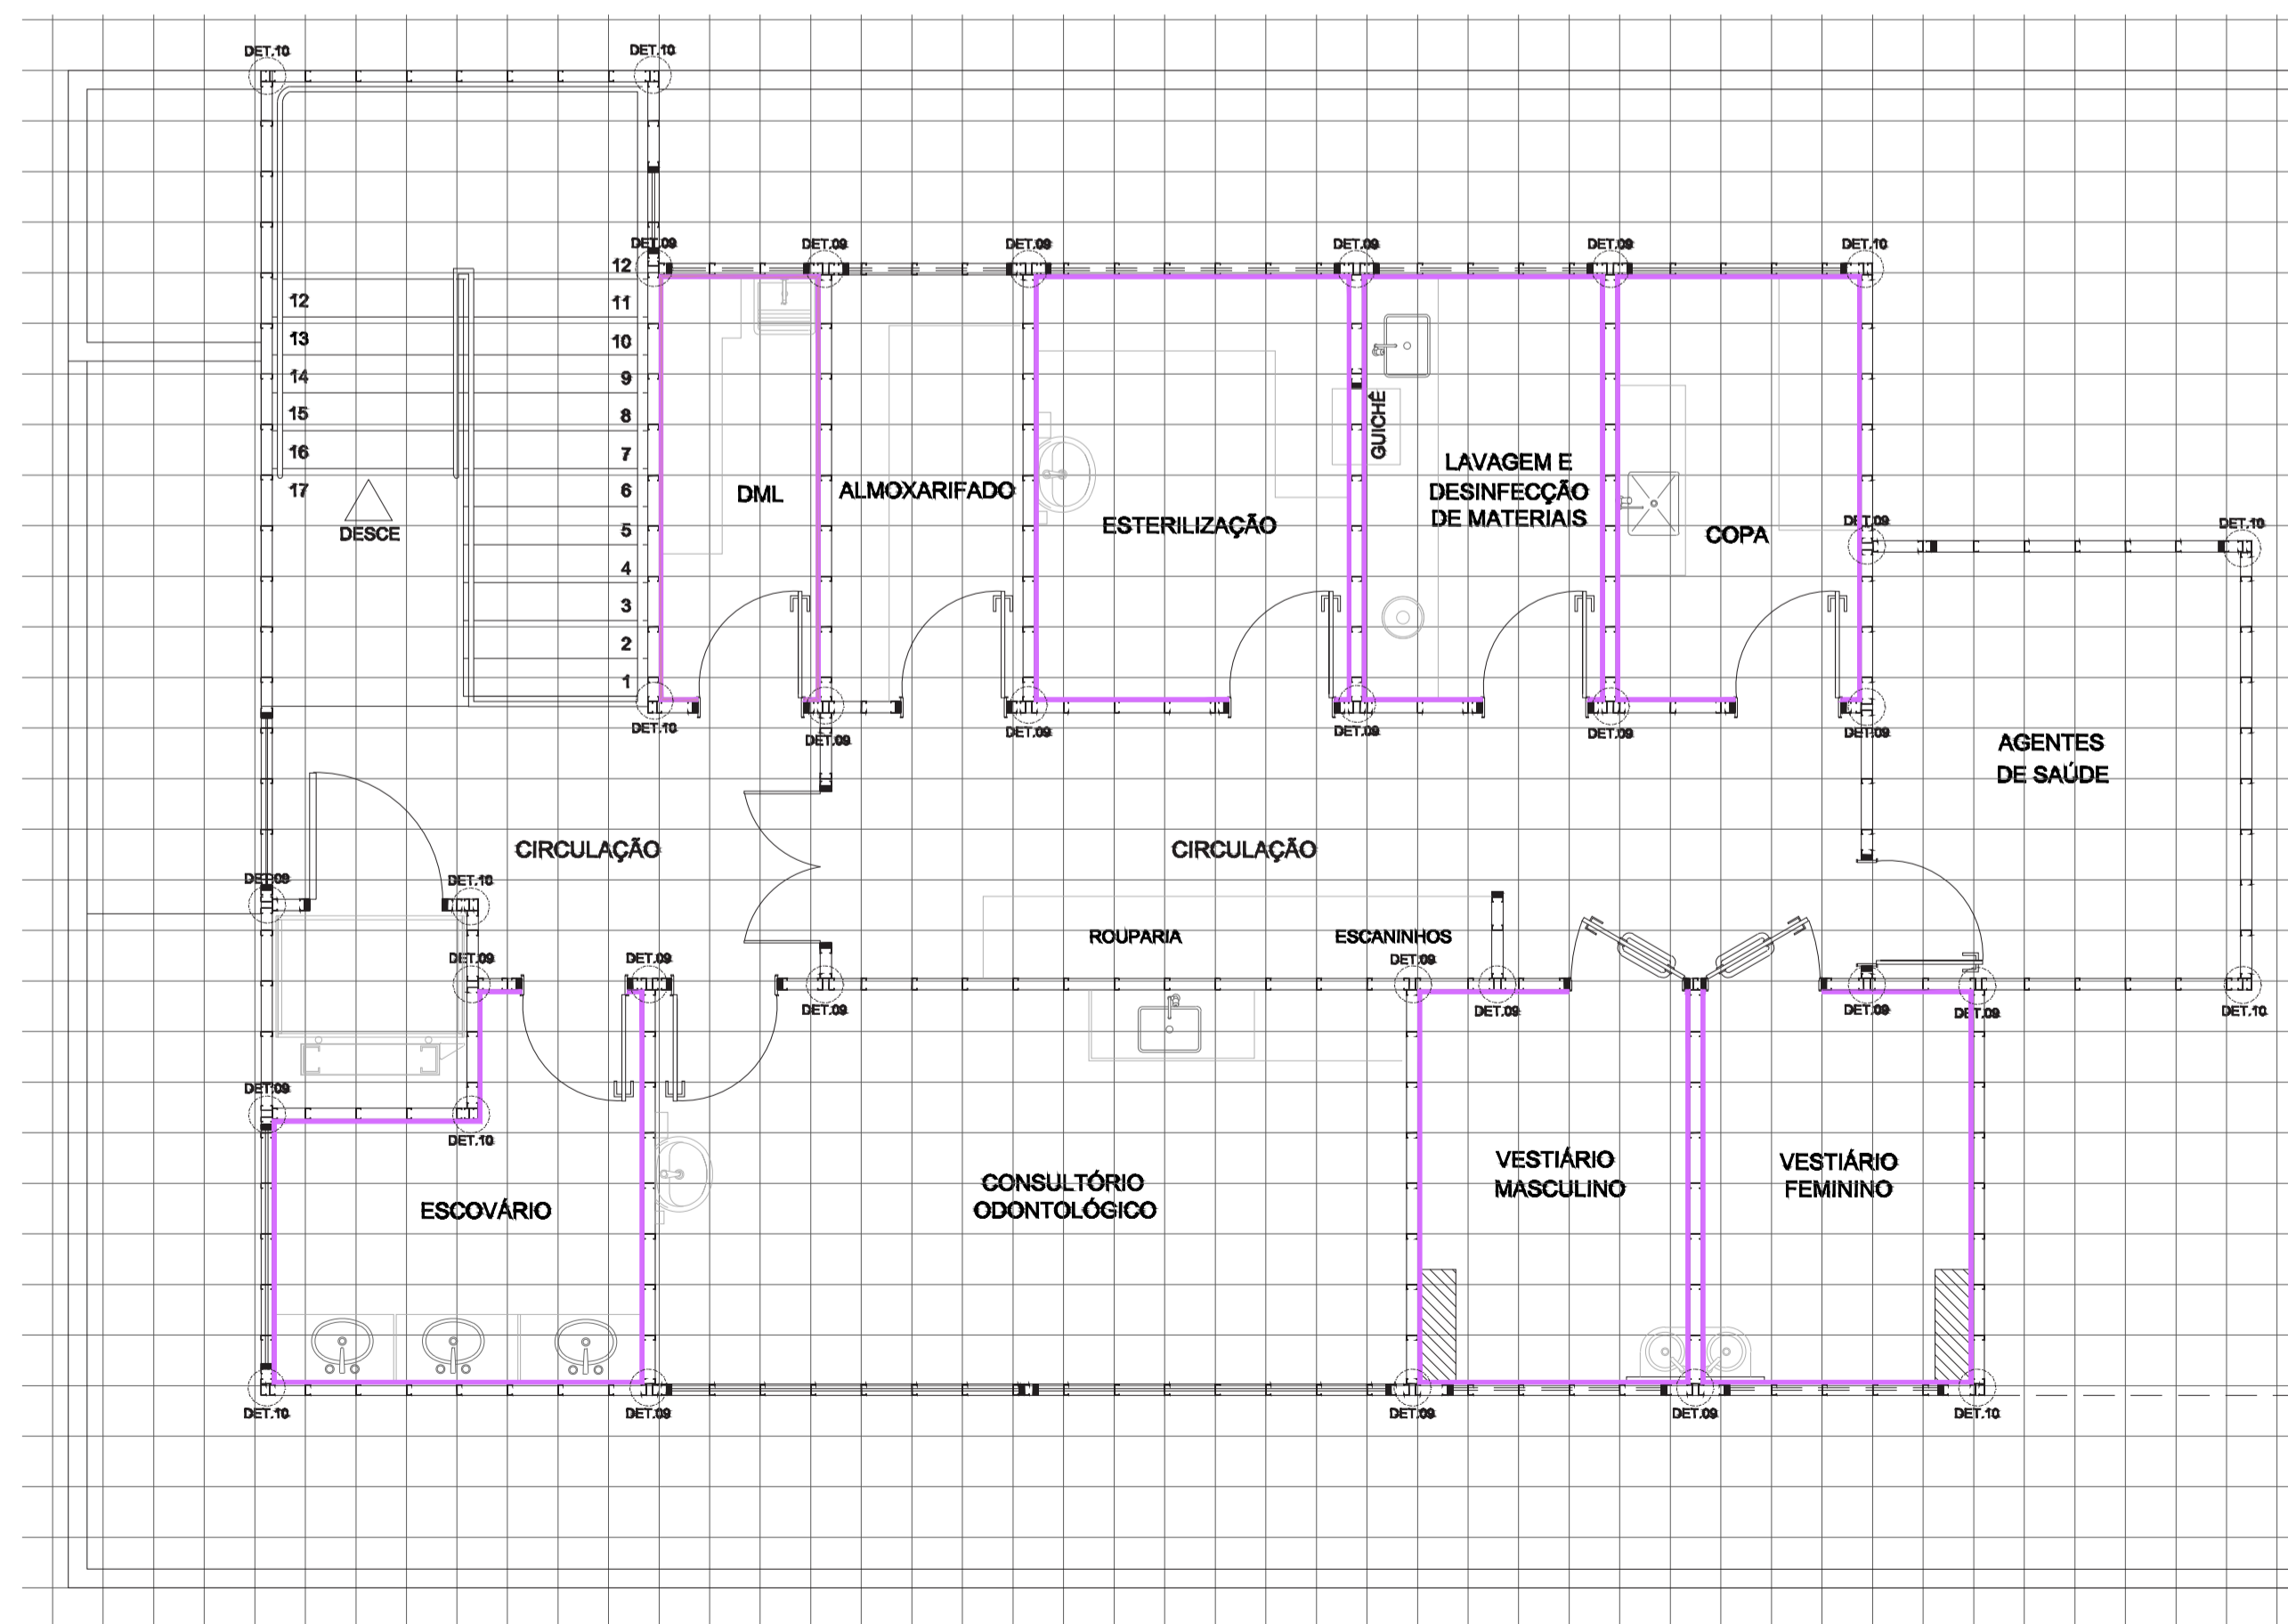 DET.10
DET.10
DET.09
DET.09
DET.09
DET.09
DET.09
DET.10
12
12
11
13
10
14
9
15
8
16
7
17
6
5
4
3
2
1
DESCE
DML
ALMOXARIFADO
ESTERILIZAÇÃO
GUICHÊ
LAVAGEM E
DESINFECÇÃO
DE MATERIAIS
COPA
DET.09
DET.10
DET.10
DET.09
DET.09
DET.09
DET.09
DET.09
AGENTES
DE SAÚDE
CIRCULAÇÃO
CIRCULAÇÃO
DET.09
DET.10
ROUPARIA
ESCANINHOS
DET.09
DET.09
DET.09
DET.09
DET.09
DET.09
DET.09
DET.10
DET.09
DET.10
ESCOVÁRIO
CONSULTÓRIO
ODONTOLÓGICO
VESTIÁRIO
MASCULINO
VESTIÁRIO
FEMININO
DET.10
DET.09
DET.09
DET.09
DET.10